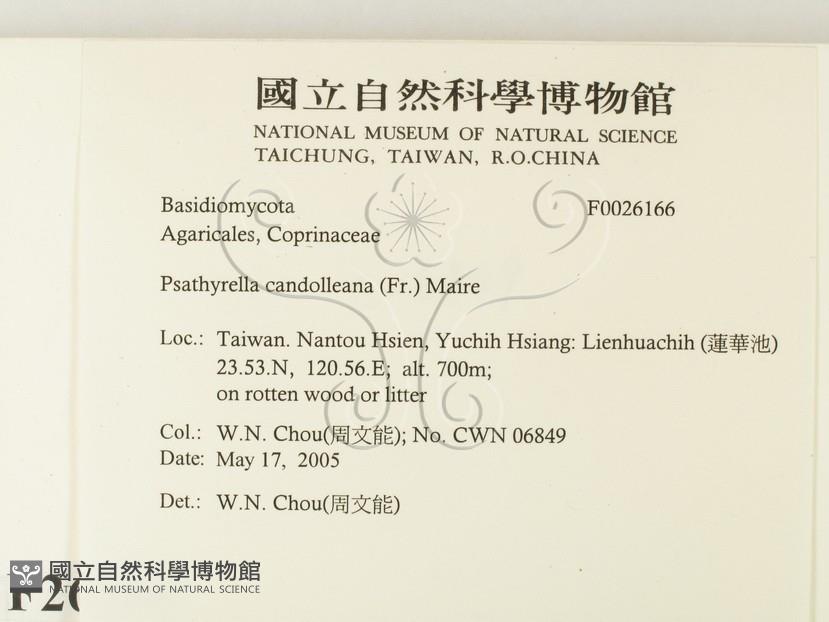 國立自然科學博物館
NATIONAL MUSEUM OF NATURAL SCIENCE
TAICHUNG, TAIWAN, R.O.CHINA
Basidiomycota F0026166
Agaricales, Coprinaceae
Psathyrella candolleana (Fr.) Maire
Loc.: Taiwan. Nantou Hsien, Yuchih Hsiang: Lienhuachih (蓮華池)
23.53.N, 120.56.E; alt. 700m;
on rotten wood or litter
Col.: W.N. Chou(周文能); No. CWN 06849
Date: May 17, 2005
Det.: W.N. Chou(周文能)
國立自然科學博物館
NATIONAL MUSEUM OF NATURAL SCIENCE